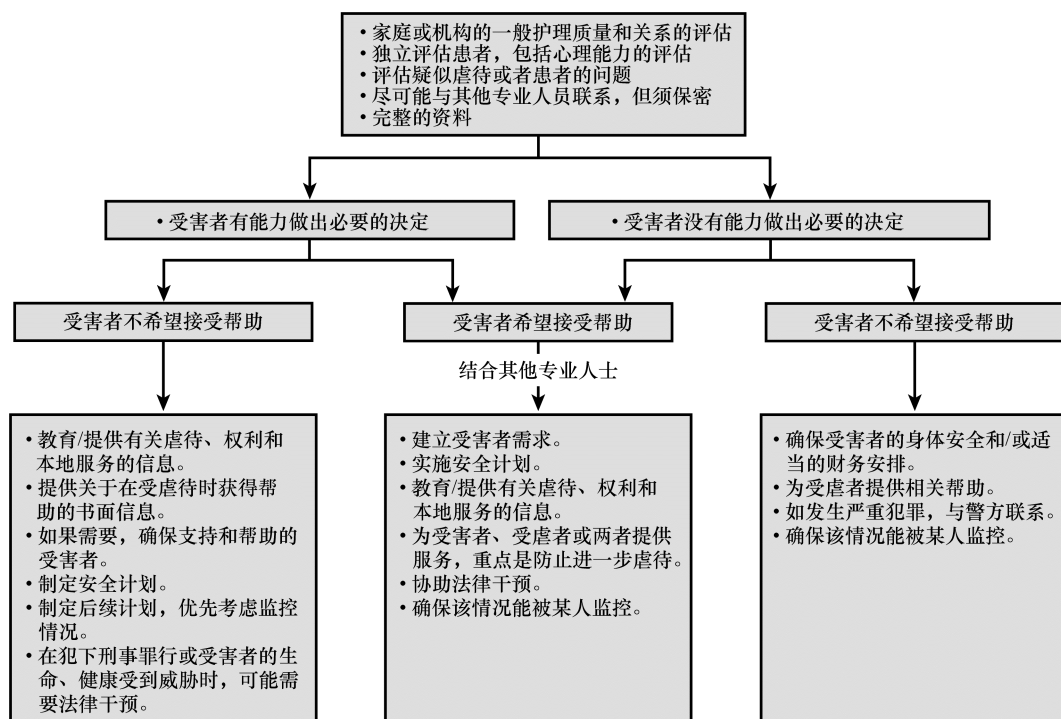 • 家庭或机构的一般护理质量和关系的评估
• 独立评估患者，包括心理能力的评估
• 评估疑似虐待或者患者的问题
• 尽可能与其他专业人员联系，但须保密
• 完整的资料
• 受害者有能力做出必要的决定
• 受害者没有能力做出必要的决定
受害者不希望接受帮助
受害者希望接受帮助
受害者不希望接受帮助
结合其他专业人士
• 教育/提供有关虐待、权利和
本地服务的信息。
• 提供关于在受虐待时获得帮
助的书面信息。
• 如果需要，确保支持和帮助的
受害者。
• 制定安全计划。
• 制定后续计划，优先考虑监控
情况。
• 在犯下刑事罪行或受害者的生
命、健康受到威胁时，可能需
要法律干预。
• 建立受害者需求。
• 实施安全计划。
• 教育/提供有关虐待、权利和
本地服务的信息。
• 为受害者、受虐者或两者提供
服务，重点是防止进一步虐待。
• 协助法律干预。
• 确保该情况能被某人监控。
• 确保受害者的身体安全和/或适
当的财务安排。
• 为受虐者提供相关帮助。
• 如发生严重犯罪，与警方联系。
• 确保该情况能被某人监控。